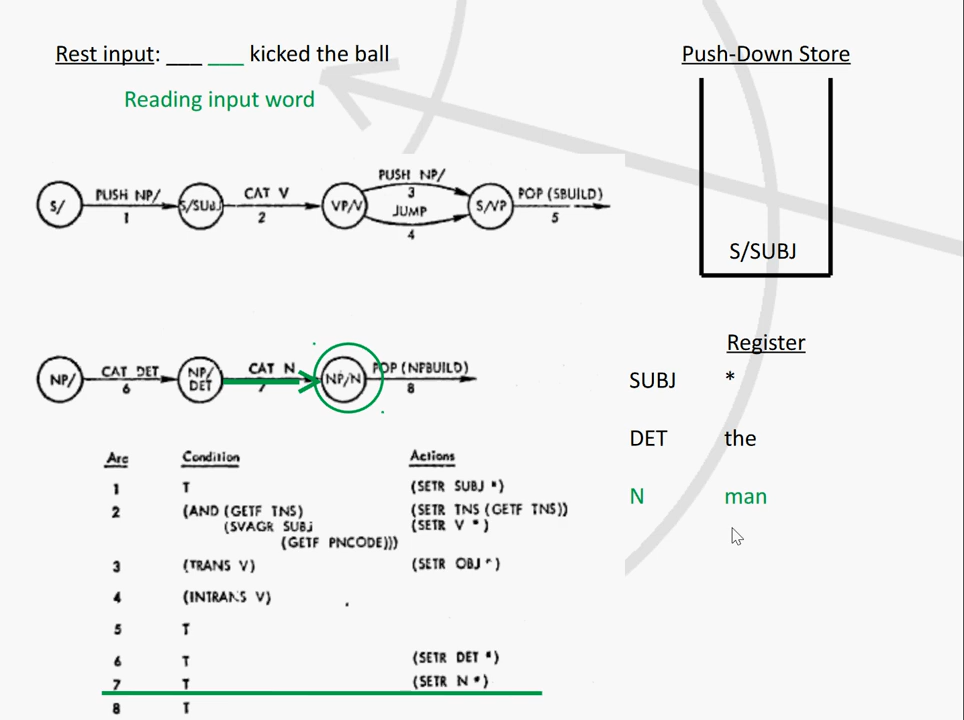 Rest input: ___ ___ kicked the ball
Reading input word
Push-Down Store
S/SUBJ
PUSH NP/
3
S/
PUSH NP/
1
S/SUBJ
CAT V
2
VP/V
JUMP
4
S/VP
POP (SBUILD)
5
NP/
CAT DET
6
NP/
DET
CAT N
7
NP/N
POP (NPBUILD)
8
Register
SUBJ *
DET the
N man
Arc Condition Actions
1 T (SETR SUBJ *)
2 (AND (GETF TNS) (SETR TNS (GETF TNS))
(SVAGR SUBJ (SETR V *)
(GETF PNCODE)))
3 (TRANS V) (SETR OBJ *)
4 (INTRANS V)
5 T
6 T (SETR DET *)
7 T (SETR N *)
8 T